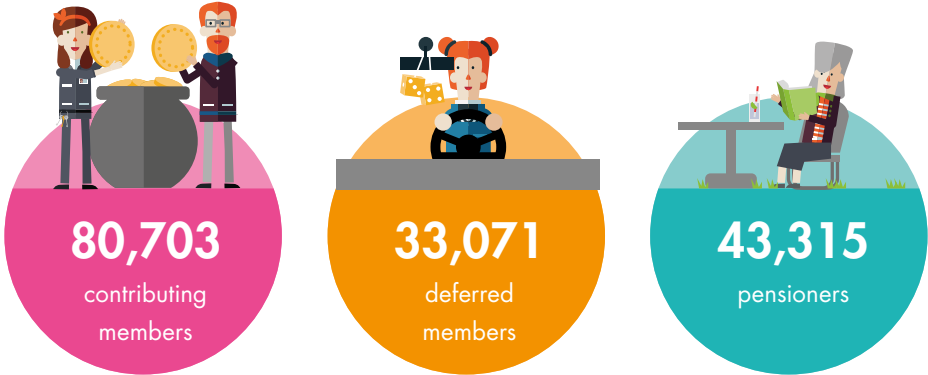 80,703
contributing
members
33,071
deferred
members
43,315
pensioners